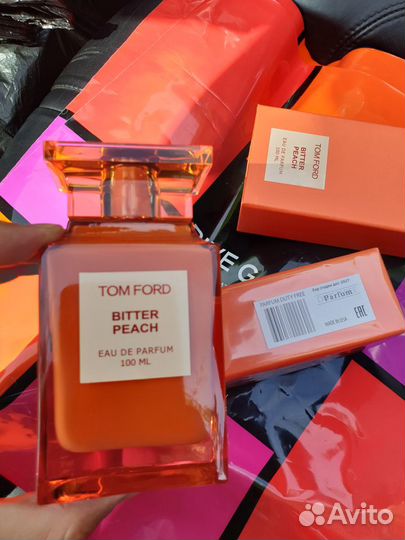 TOM FORD
BITTER
PEACH
EAU DE PARFUM
100 ML
TOM FORD
BITTER
PEACH
EAU DE PARFUM
100 ML
PARFUM DUTY FREE
Parfum
MADE IN USA
EAC
Avito